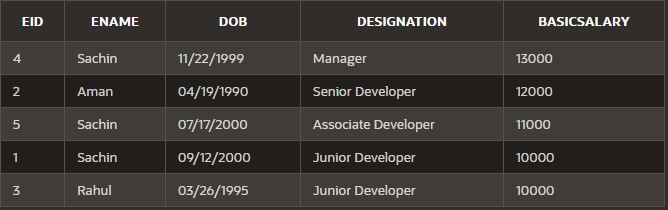 EID ENAME DOB DESIGNATION BASICSALARY
4 Sachin 11/22/1999 Manager 13000
2 Aman 04/19/1990 Senior Developer 12000
5 Sachin 07/17/2000 Associate Developer 11000
1 Sachin 09/12/2000 Junior Developer 10000
3 Rahul 03/26/1995 Junior Developer 10000